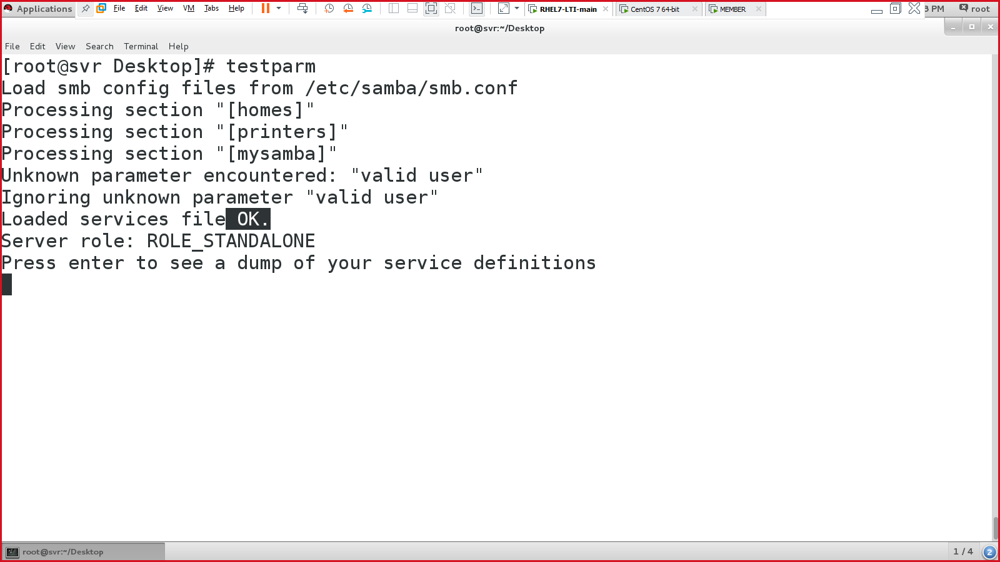 Applications File Edit View VM Tabs Help RHEL7-LTI-main CentOS 7 64-bit MEMBER PM root
root@svr:~/Desktop
File Edit View Search Terminal Help
[root@svr Desktop]# testparm
Load smb config files from /etc/samba/smb.conf
Processing section "[homes]"
Processing section "[printers]"
Processing section "[mysamba]"
Unknown parameter encountered: "valid user"
Ignoring unknown parameter "valid user"
Loaded services file OK.
Server role: ROLE_STANDALONE
Press enter to see a dump of your service definitions
root@svr:~/Desktop 1 / 4 2